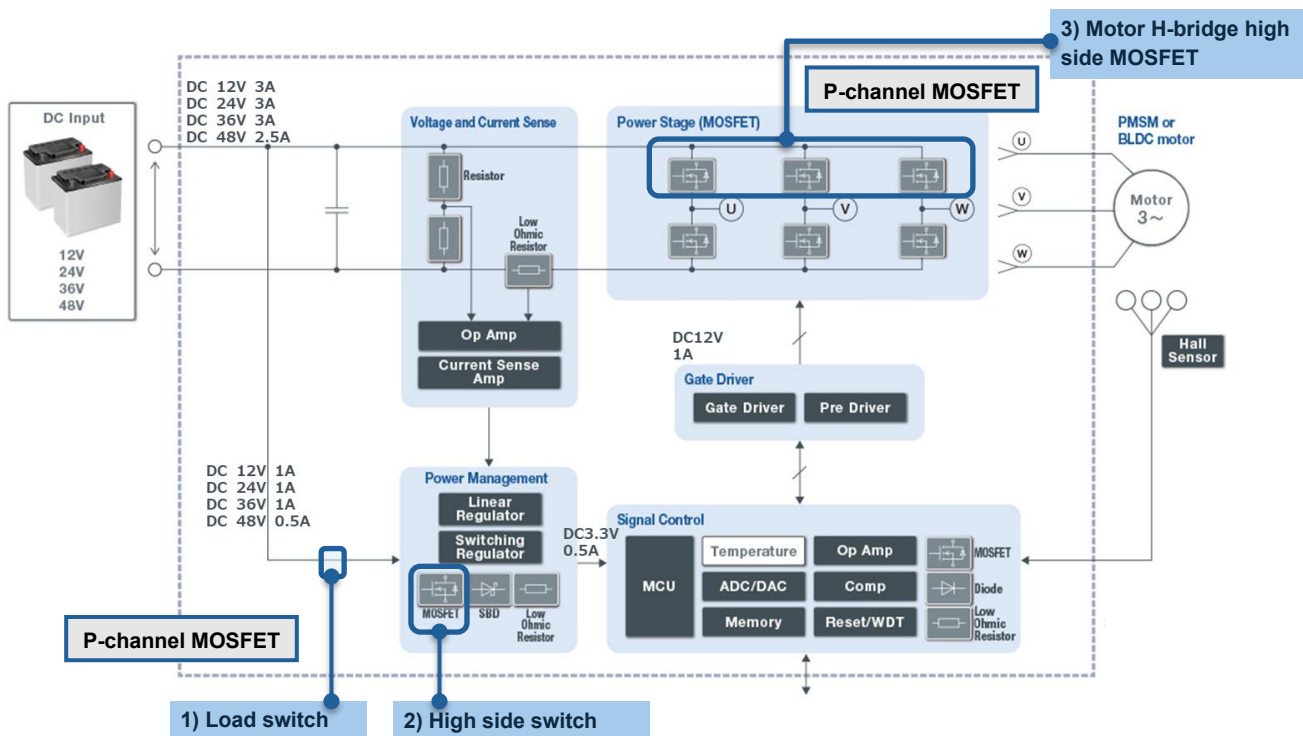 3) Motor H-bridge high
side MOSFET
P-channel MOSFET
DC Input
12V
24V
36V
48V
DC 12V 3A
DC 24V 3A
DC 36V 3A
DC 48V 2.5A
Voltage and Current Sense
Resistor
Low
Ohmic
Resistor
Op Amp
Current Sense
Amp
Power Stage (MOSFET)
U
V
W
U
V
W
PMSM or
BLDC motor
Motor
3~
Hall
Sensor
DC12V
1A
Gate Driver
Gate Driver
Pre Driver
DC 12V 1A
DC 24V 1A
DC 36V 1A
DC 48V 0.5A
Power Management
Linear
Regulator
Switching
Regulator
MOSFET
SBD
Low
Ohmic
Resistor
DC3.3V
0.5A
Signal Control
MCU
Temperature
Op Amp
ADC/DAC
Comp
Memory
Reset/WDT
MOSFET
Diode
Low
Ohmic
Resistor
P-channel MOSFET
1) Load switch
2) High side switch